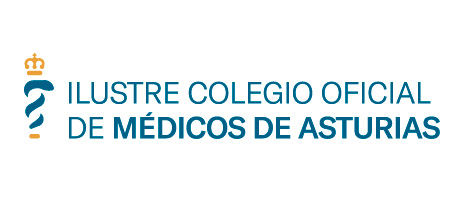 ILUSTRE COLEGIO OFICIAL
DE MÉDICOS DE ASTURIAS